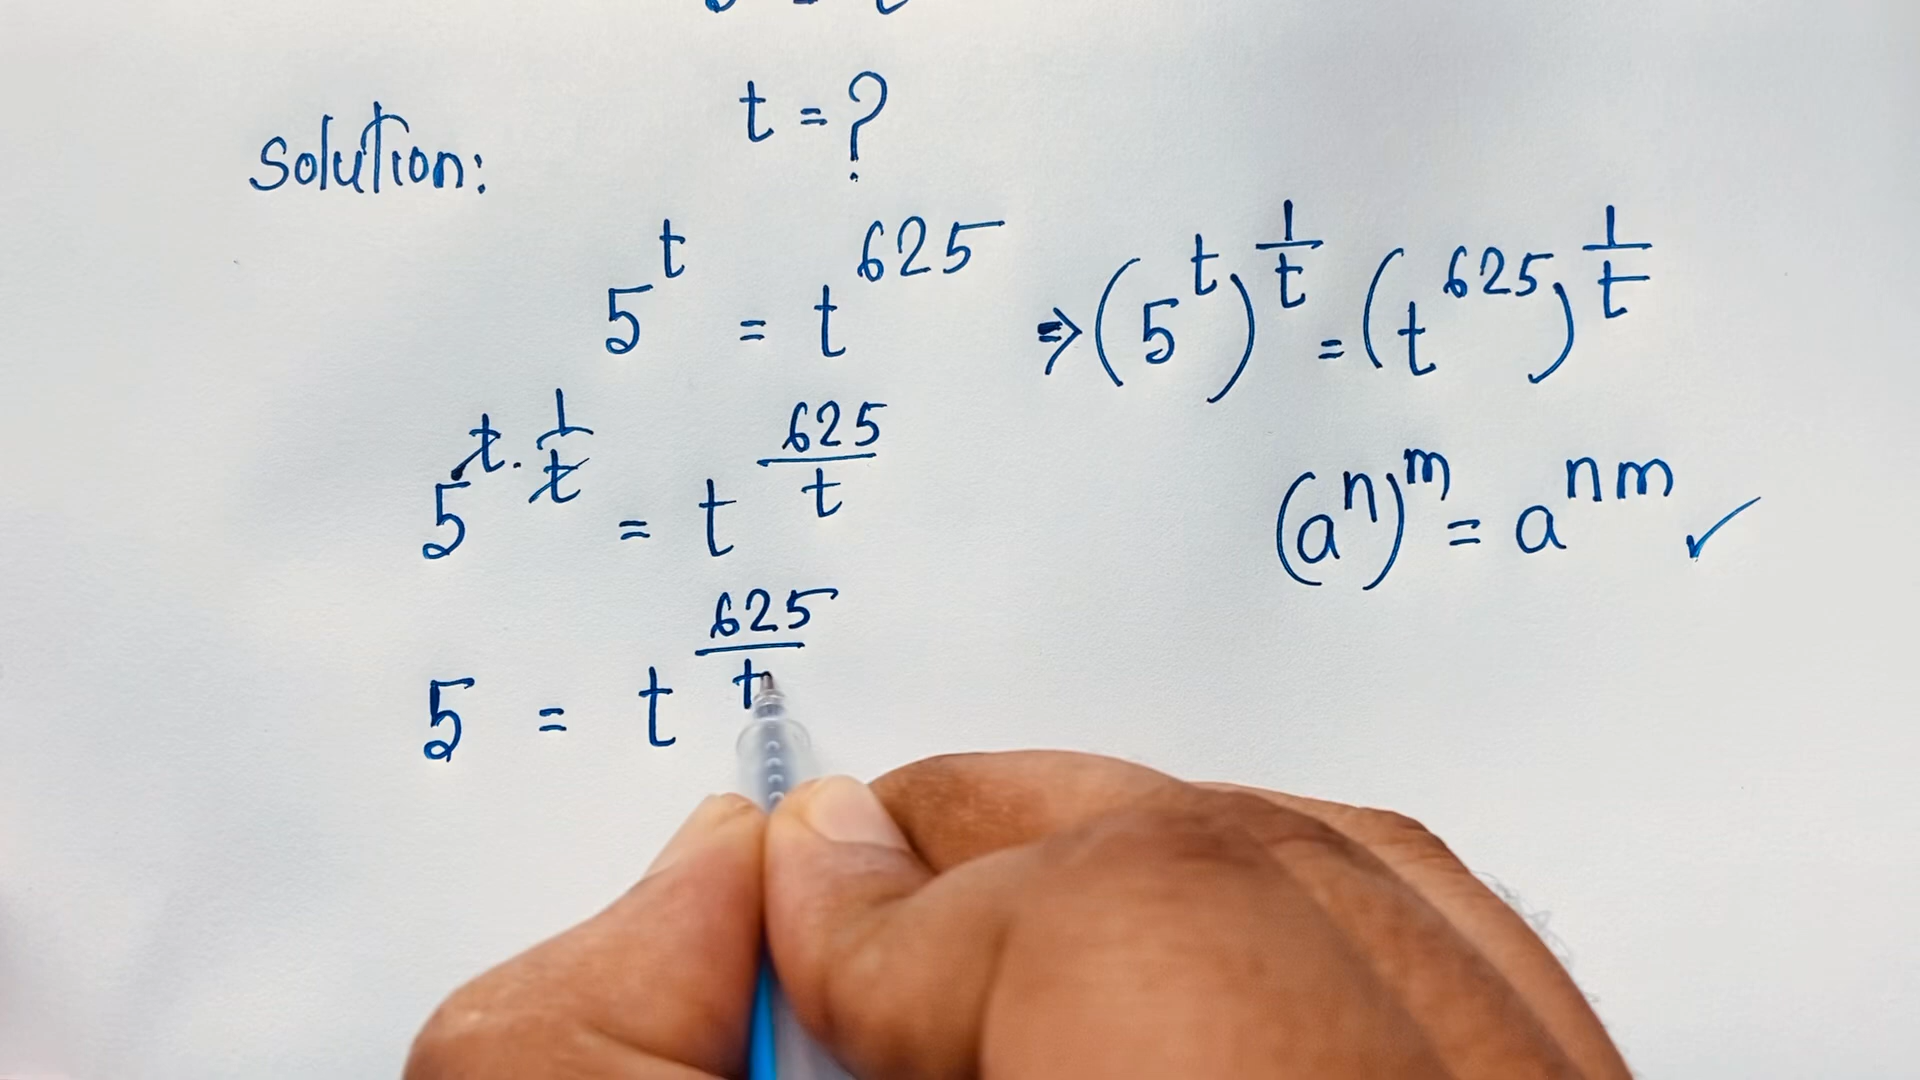 t = ?
Solution:
5^t = t^625 ⇒ (5^t)^(1/t) = (t^625)^(1/t)
5^(t·1/t) = t^(625/t)
(a^n)^m = a^nm ✓
5 = t^(625/t)